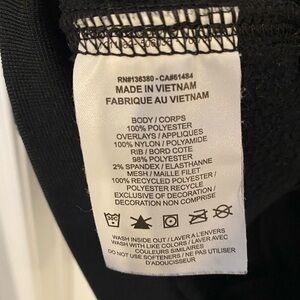 RN#136380 - CA#61484
MADE IN VIETNAM
FABRIQUE AU VIETNAM
BODY / CORPS
100% POLYESTER
OVERLAYS / APPLIQUES
100% NYLON / POLYAMIDE
RIB / BORD COTE
98% POLYESTER
2% SPANDEX / ELASTHANNE
MESH / MAILLE FILET
100% RECYCLED POLYESTER /
POLYESTER RECYCLE
EXCLUSIVE OF DECORATION /
DECORATION NON COMPRISE
WASH INSIDE OUT / LAVER A L'ENVERS
WASH WITH LIKE COLORS / LAVER AVEC
COULEURS SIMILAIRES
DO NOT USE SOFTENERS / NE PAS UTILISER
D'ADOUCISSEUR